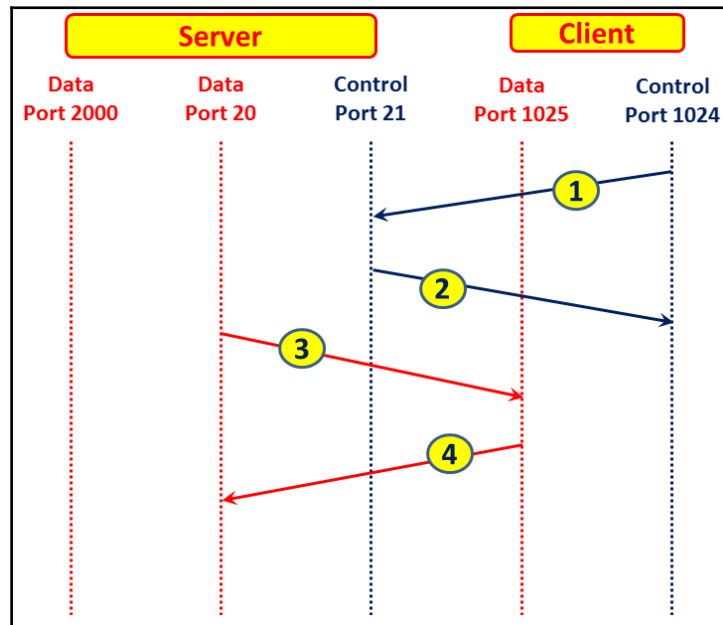 Server
Client
Data
Port 2000
Data
Port 20
Control
Port 21
Data
Port 1025
Control
Port 1024
1
2
3
4